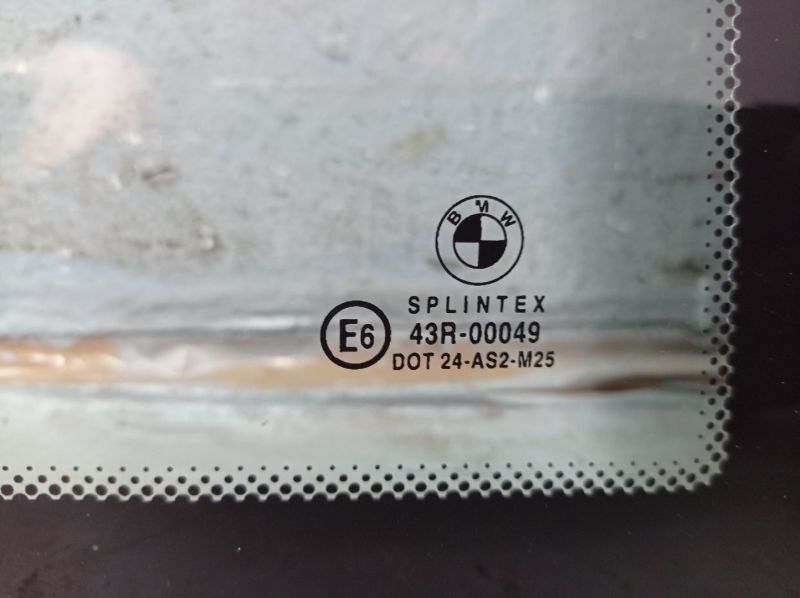 BMW
SPLINTEX
E6 43R-00049
DOT 24-AS2-M25